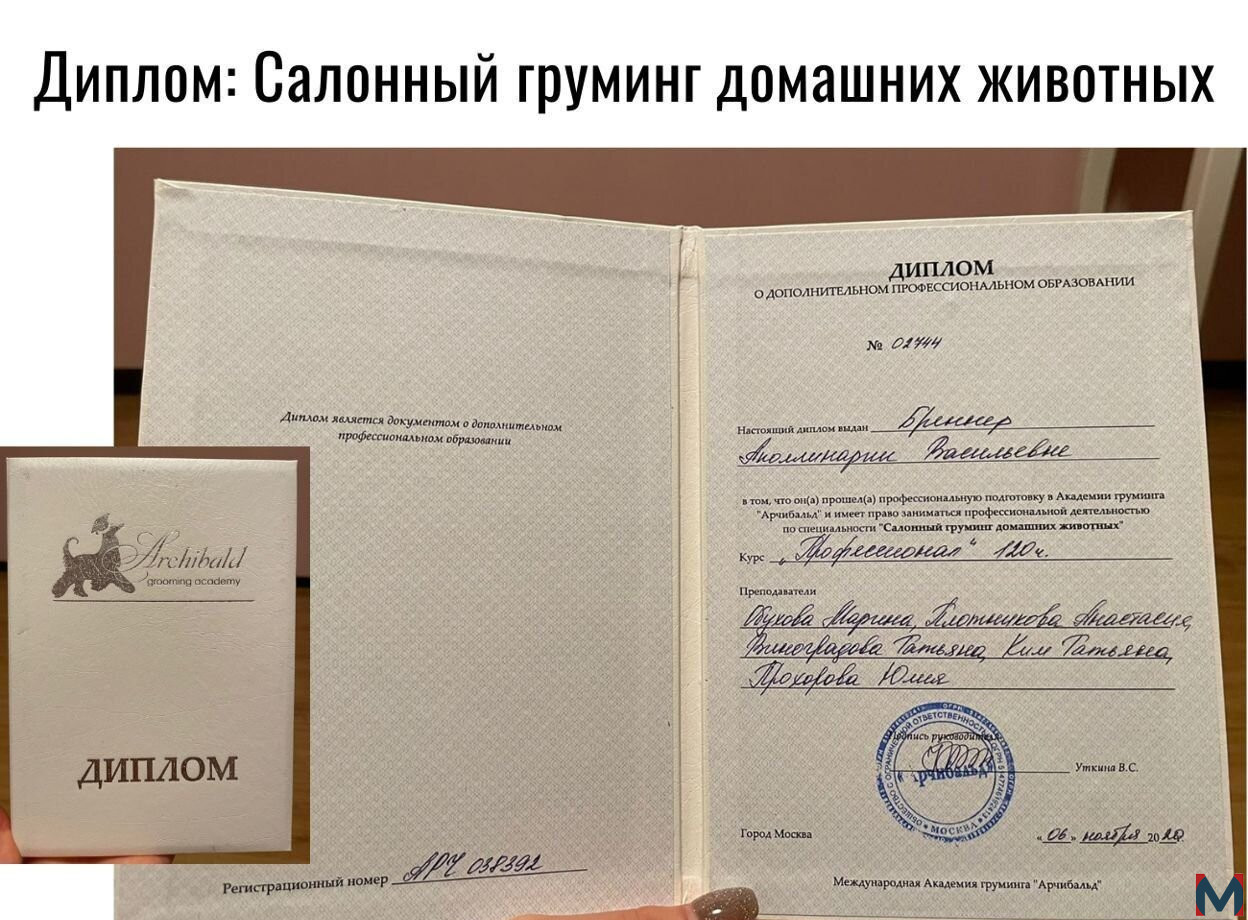 Диплом: Салонный груминг домашних животных
Archibald
grooming academy
ДИПЛОМ
Диплом является документом о дополнительном
профессиональном образовании
Регистрационный номер АРЧ 038392
ДИПЛОМ
О ДОПОЛНИТЕЛЬНОМ ПРОФЕССИОНАЛЬНОМ ОБРАЗОВАНИИ
№ 02744
Настоящий диплом выдан Бреннер
Аполлинарии Васильевне
в том, что он(а) прошел(а) профессиональную подготовку в Академии груминга
"Арчибальд" и имеет право заниматься профессиональной деятельностью
по специальности "Салонный груминг домашних животных"
Курс „Профессионал" 120ч.
Преподаватели
Обухова Марина, Плотникова Анастасия,
Виноградова Татьяна, Ким Татьяна,
Прохорова Юлия
Подпись руководителя
Уткина В.С.
ОБЩЕСТВО С ОГРАНИЧЕННОЙ ОТВЕТСТВЕННОСТЬЮ
"Арчибальд"
МОСКВА
Город Москва
«06» ноября 2020.
Международная Академия груминга "Арчибальд"
M